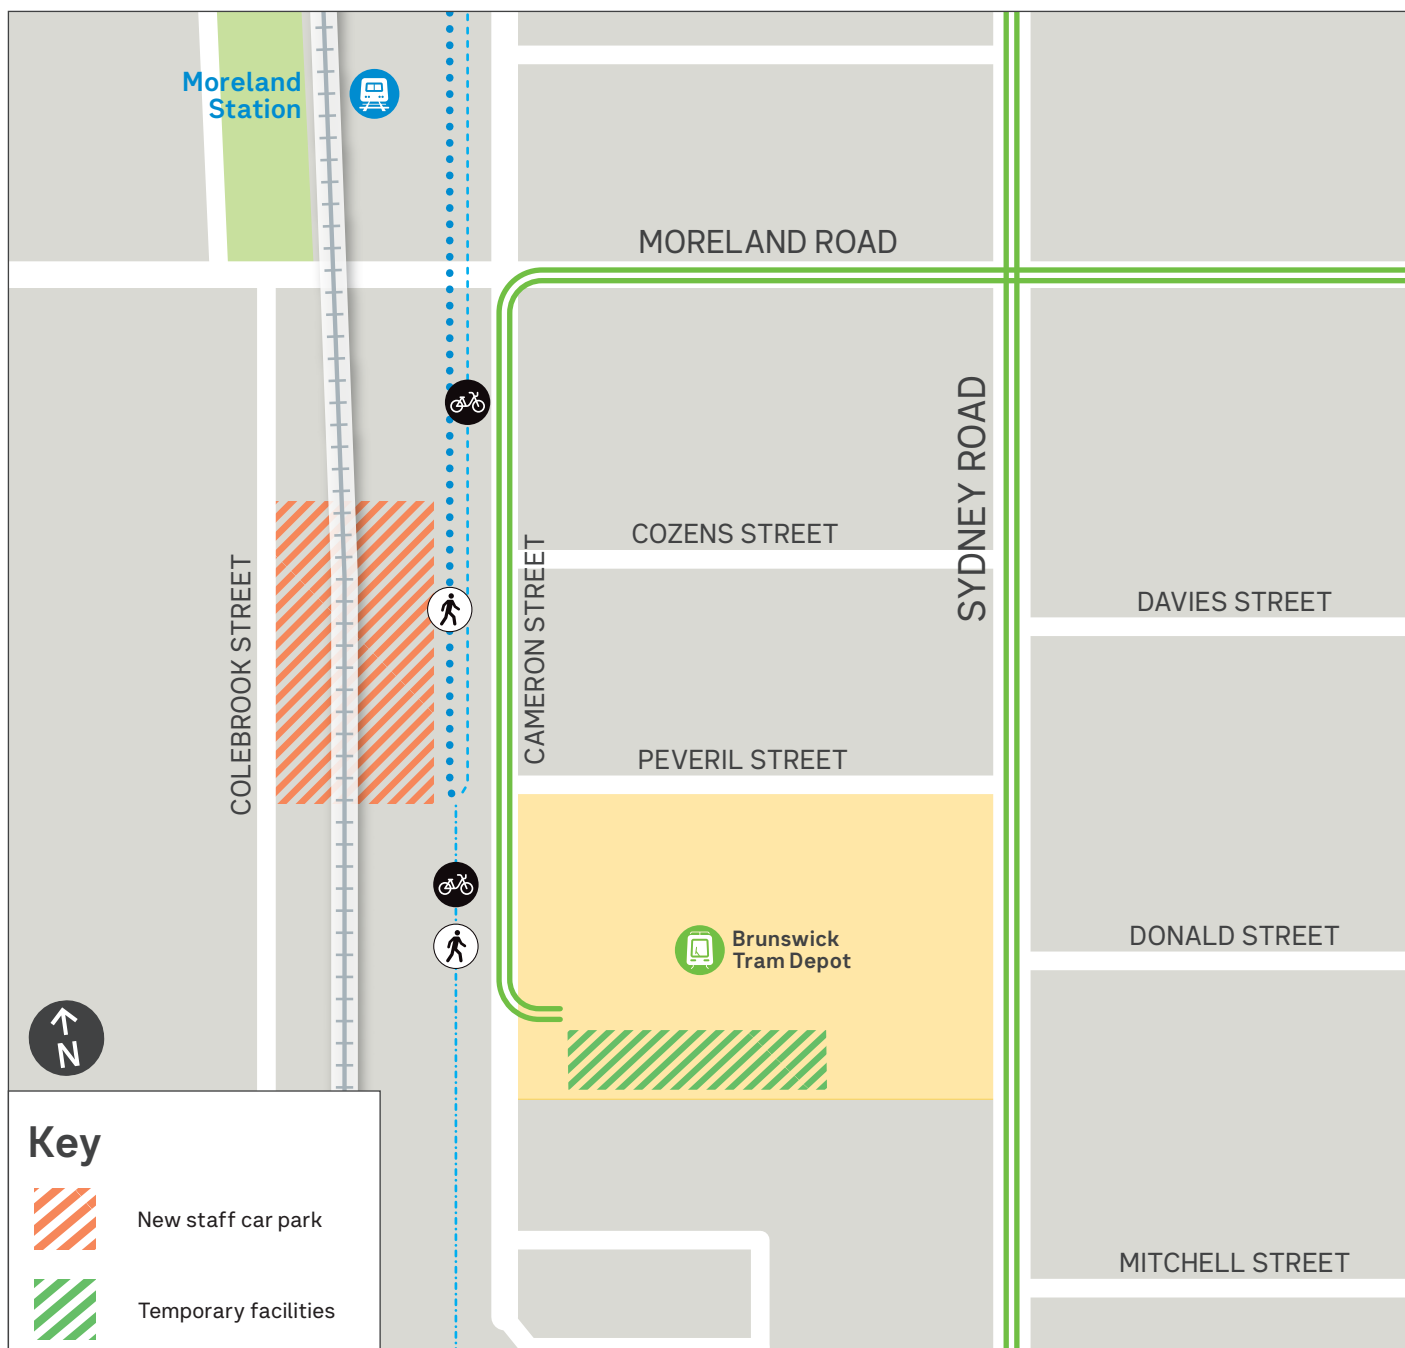 Moreland
Station
MORELAND ROAD
SYDNEY ROAD
COZENS STREET
COLEBROOK STREET
CAMERON STREET
DAVIES STREET
PEVERIL STREET
Brunswick
Tram Depot
DONALD STREET
N
Key
New staff car park
MITCHELL STREET
Temporary facilities